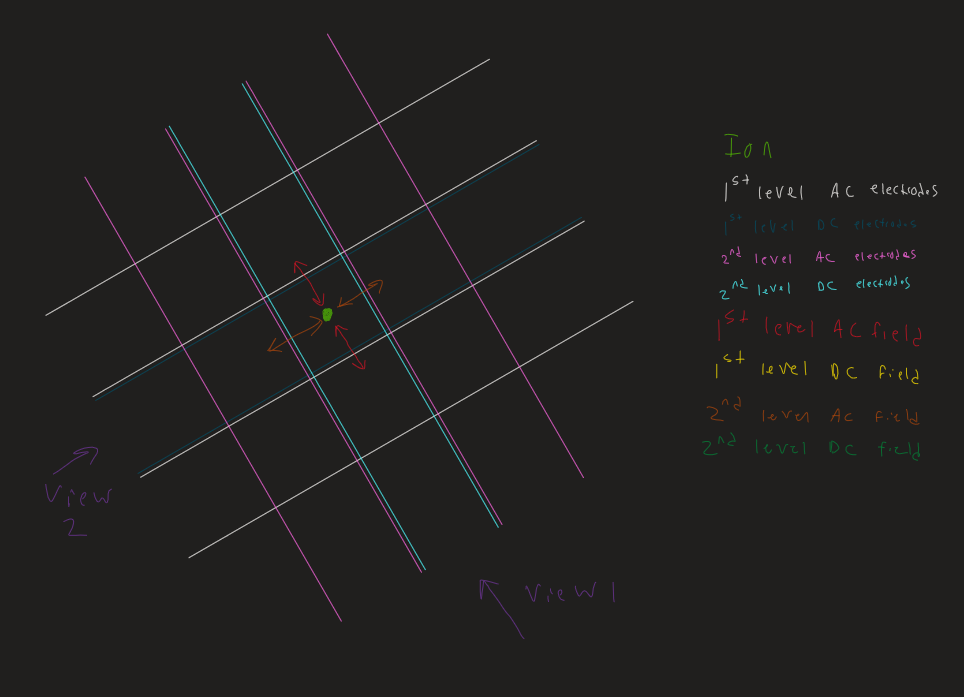 Ion
1st level AC electrodes
1st level DC electrodes
2nd level AC electrodes
2nd level DC electrodes
1st level AC field
1st level DC field
2nd level AC field
2nd level DC field
View
2
View 1